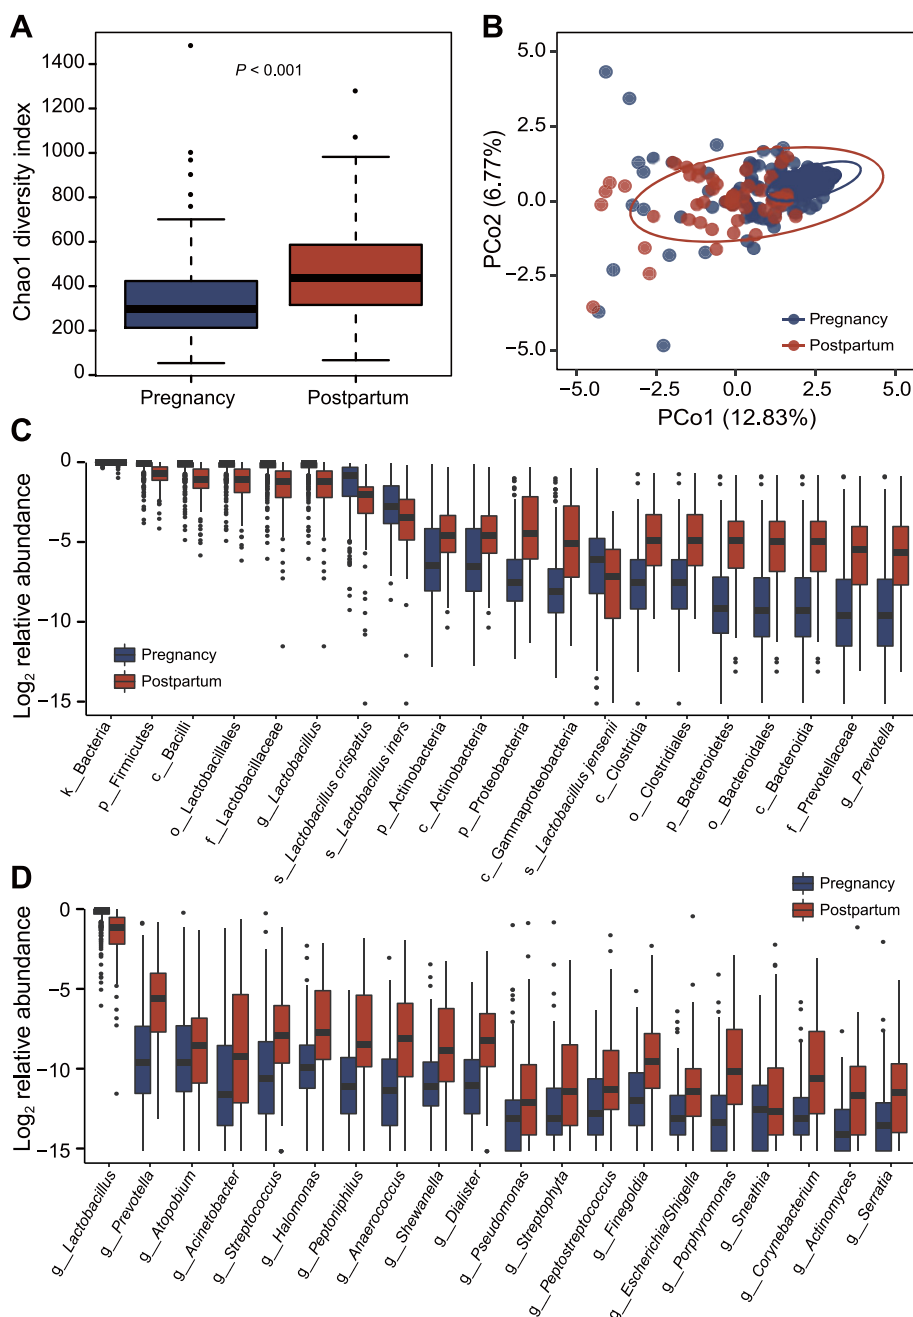 A
Chao1 diversity index
1400
1200
1000
800
600
400
200
0
P < 0.001
Pregnancy
Postpartum
B
PCo2 (6.77%)
5.0
2.5
0.0
−2.5
−5.0
Pregnancy
Postpartum
−5.0
−2.5
0.0
2.5
5.0
PCo1 (12.83%)
C
Log2 relative abundance
0
−5
−10
−15
Pregnancy
Postpartum
k__Bacteria
p__Firmicutes
c__Bacilli
o__Lactobacillales
f__Lactobacillaceae
g__Lactobacillus
s__Lactobacillus crispatus
s__Lactobacillus iners
p__Actinobacteria
c__Actinobacteria
p__Proteobacteria
c__Gammaproteobacteria
s__Lactobacillus jensenii
c__Clostridia
o__Clostridiales
p__Bacteroidetes
o__Bacteroidales
c__Bacteroidia
f__Prevotellaceae
g__Prevotella
D
Log2 relative abundance
0
−5
−10
−15
Pregnancy
Postpartum
g__Lactobacillus
g__Prevotella
g__Atopobium
g__Acinetobacter
g__Streptococcus
g__Halomonas
g__Peptoniphilus
g__Anaerococcus
g__Shewanella
g__Dialister
g__Pseudomonas
g__Streptophyta
g__Peptostreptococcus
g__Finegoldia
g__Escherichia/Shigella
g__Porphyromonas
g__Sneathia
g__Corynebacterium
g__Actinomyces
g__Serratia